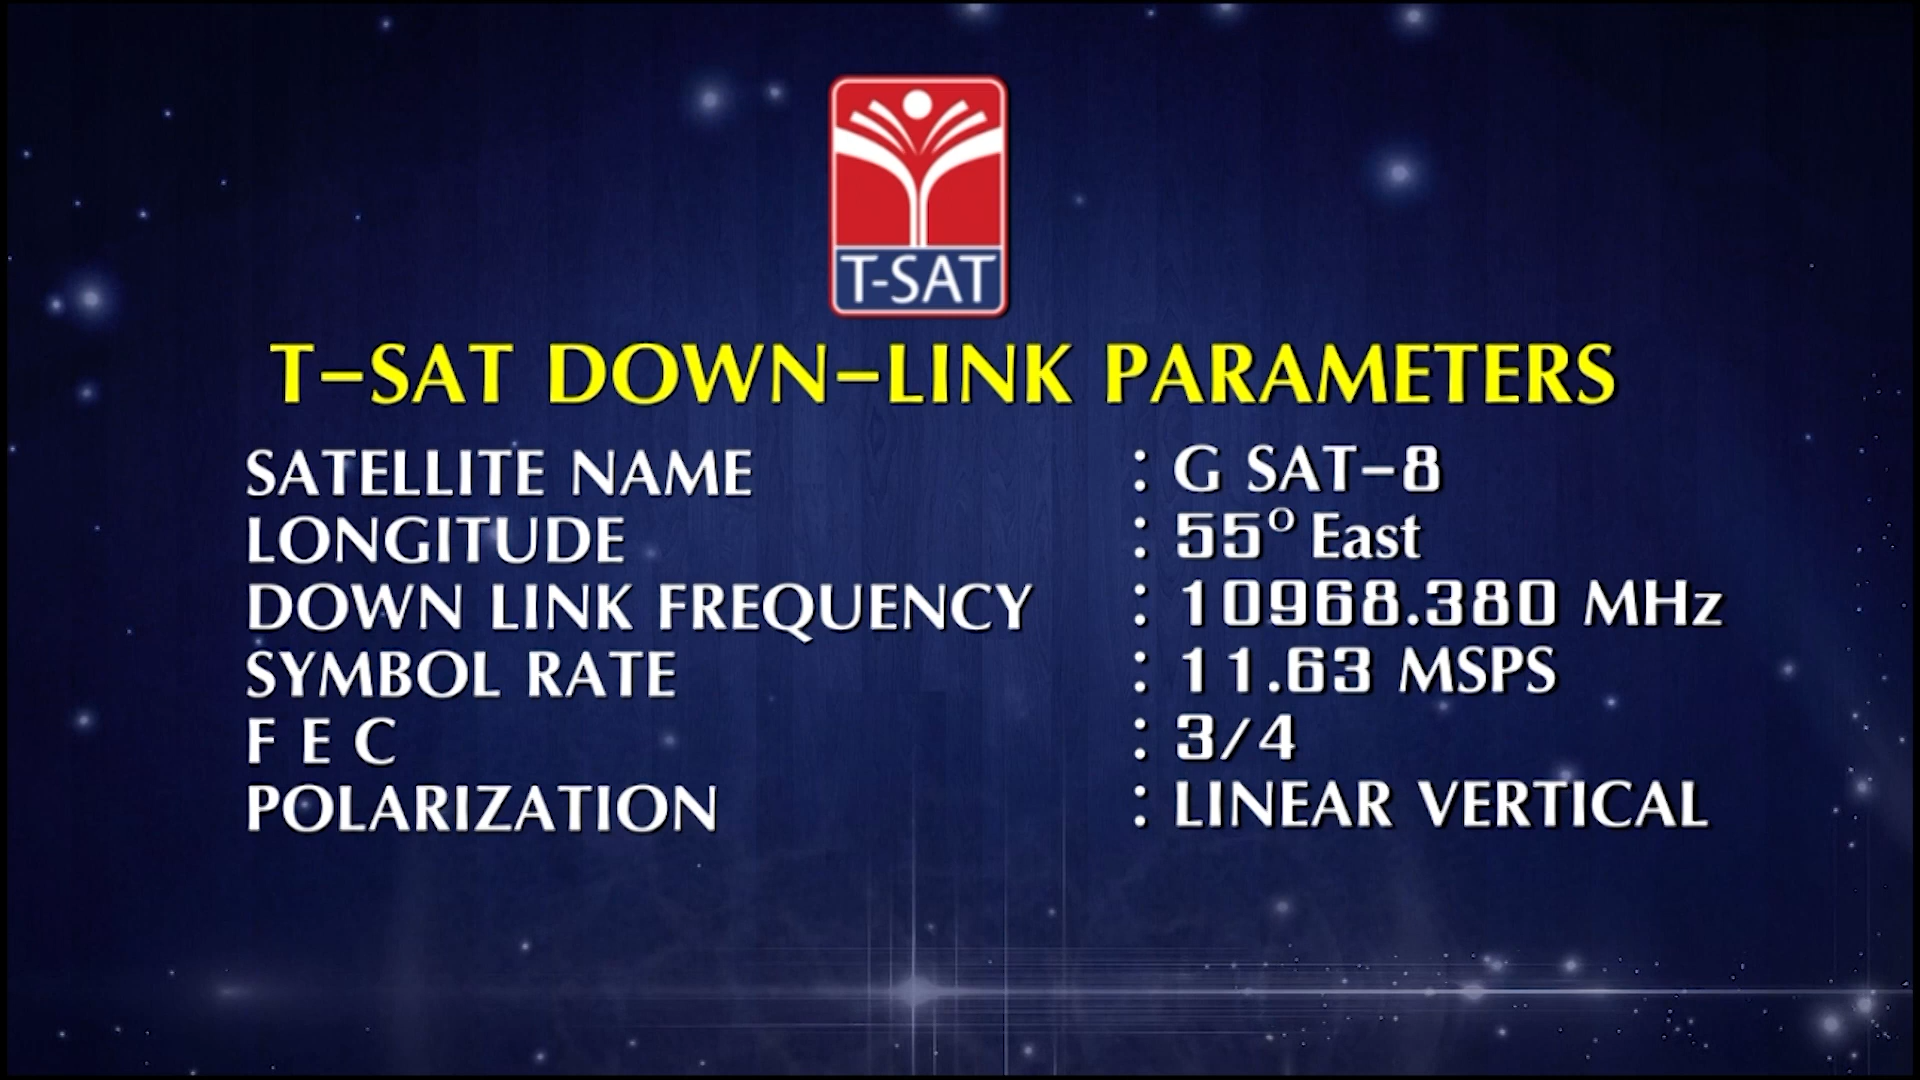 T-SAT
T-SAT DOWN-LINK PARAMETERS
SATELLITE NAME : G SAT-8
LONGITUDE : 55° East
DOWN LINK FREQUENCY : 10968.380 MHz
SYMBOL RATE : 11.63 MSPS
F E C : 3/4
POLARIZATION : LINEAR VERTICAL